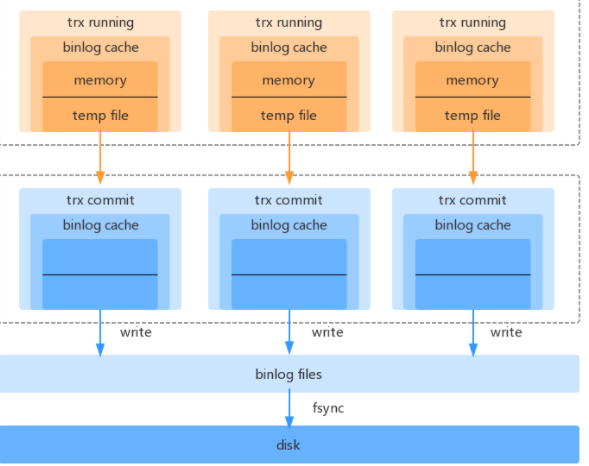 trx running trx running trx running
binlog cache binlog cache binlog cache
memory memory memory
temp file temp file temp file
trx commit trx commit trx commit
binlog cache binlog cache binlog cache
write write write
binlog files
fsync
disk